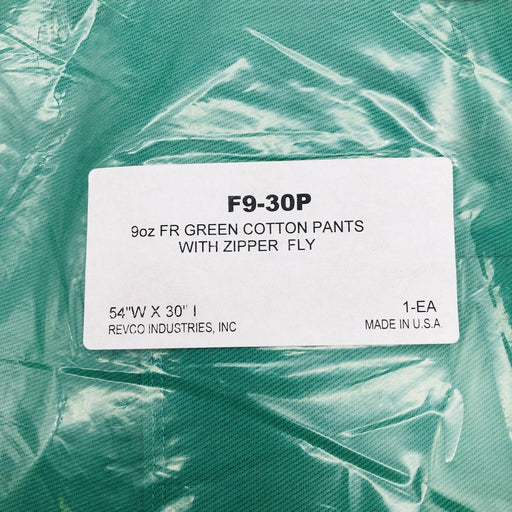 F9-30P
9oz FR GREEN COTTON PANTS
WITH ZIPPER FLY
54"W X 30" I
1-EA
REVCO INDUSTRIES, INC
MADE IN U.S.A.